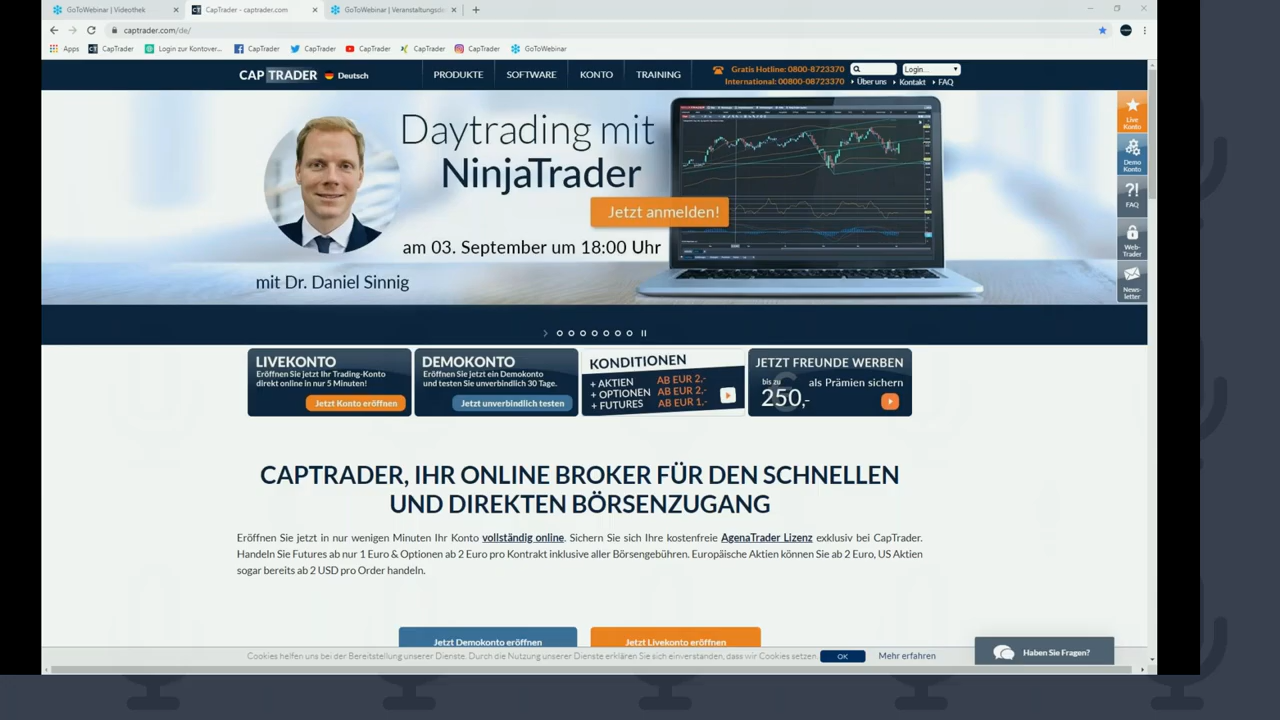 GoToWebinar | Videothek
CapTrader - captrader.com
GoToWebinar | Veranstaltungsde
captrader.com/de/
Apps
CapTrader
Login zur Kontover...
CapTrader
CapTrader
CapTrader
CapTrader
CapTrader
GoToWebinar
CAPTRADER
Deutsch
PRODUKTE
SOFTWARE
KONTO
TRAINING
Gratis Hotline: 0800-8723370
International: 00800-08723370
Login...
Über uns
Kontakt
FAQ
Daytrading mit
NinjaTrader
Jetzt anmelden!
am 03. September um 18:00 Uhr
mit Dr. Daniel Sinnig
Live
Konto
Demo
Konto
?!
FAQ
Web-
Trader
News-
letter
LIVEKONTO
Eröffnen Sie jetzt Ihr Trading-Konto
direkt online in nur 5 Minuten!
Jetzt Konto eröffnen
DEMOKONTO
Eröffnen Sie jetzt ein Demokonto
und testen Sie unverbindlich 30 Tage.
Jetzt unverbindlich testen
KONDITIONEN
+ AKTIEN AB EUR 2,-
+ OPTIONEN AB EUR 2,-
+ FUTURES AB EUR 1,-
JETZT FREUNDE WERBEN
bis zu
250,-
als Prämien sichern
CAPTRADER, IHR ONLINE BROKER FÜR DEN SCHNELLEN
UND DIREKTEN BÖRSENZUGANG
Eröffnen Sie jetzt in nur wenigen Minuten Ihr Konto vollständig online. Sichern Sie sich Ihre kostenfreie AgenaTrader Lizenz exklusiv bei CapTrader.
Handeln Sie Futures ab nur 1 Euro & Optionen ab 2 Euro pro Kontrakt inklusive aller Börsengebühren. Europäische Aktien können Sie ab 2 Euro, US Aktien
sogar bereits ab 2 USD pro Order handeln.
Jetzt Demokonto eröffnen
Jetzt Livekonto eröffnen
Cookies helfen uns bei der Bereitstellung unserer Dienste. Durch die Nutzung unserer Dienste erklären Sie sich einverstanden, dass wir Cookies setzen.
OK
Mehr erfahren
Haben Sie Fragen?